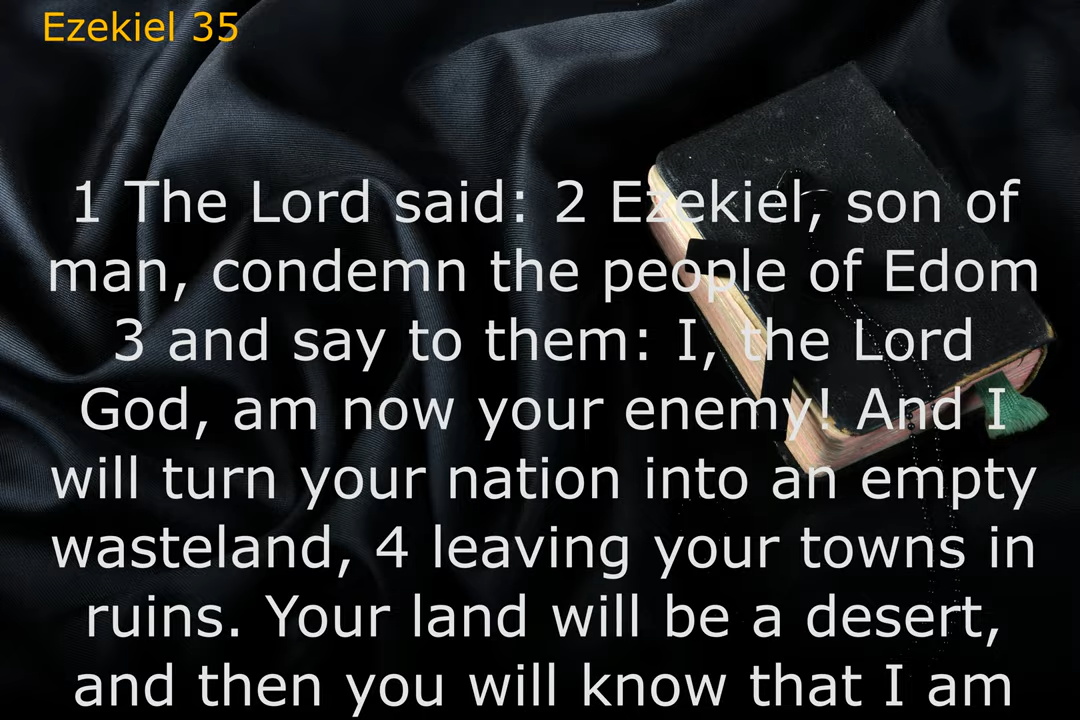 Ezekiel 35
1 The Lord said: 2 Ezekiel, son of
man, condemn the people of Edom
3 and say to them: I, the Lord
God, am now your enemy! And I
will turn your nation into an empty
wasteland, 4 leaving your towns in
ruins. Your land will be a desert,
and then you will know that I am